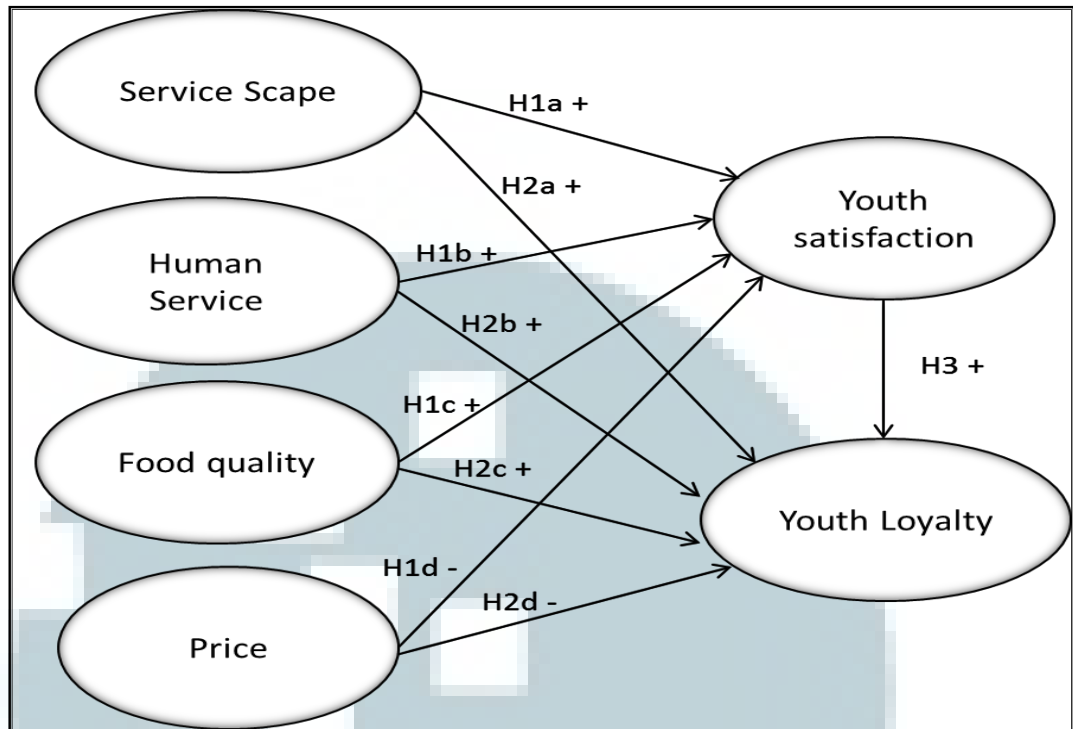 Service Scape
H1a +
H2a +
Youth
satisfaction
Human
Service
H1b +
H2b +
H3 +
Food quality
H1c +
H2c +
Youth Loyalty
H1d -
H2d -
Price